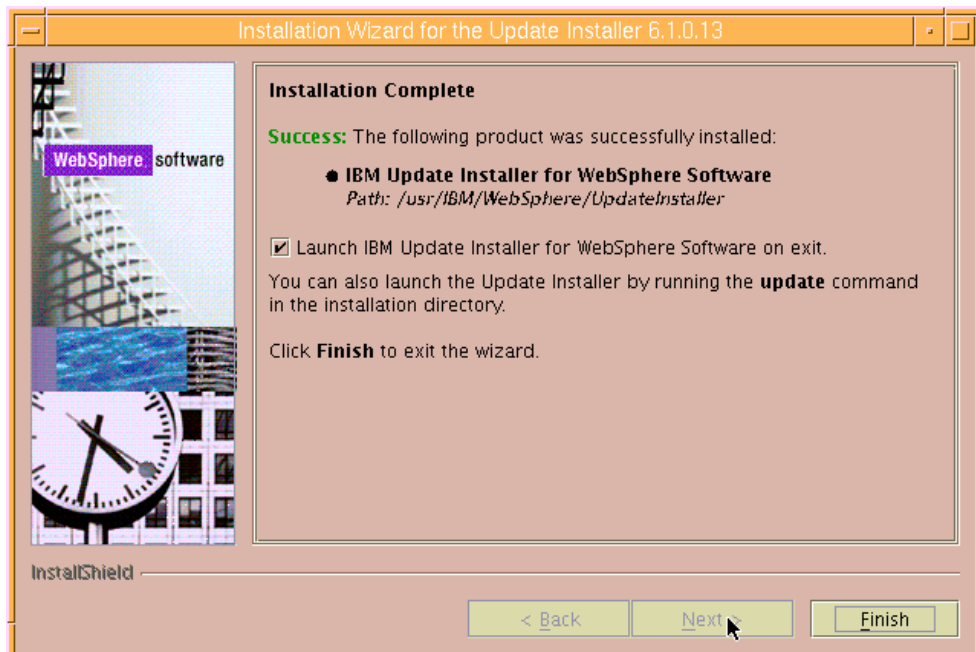 Installation Wizard for the Update Installer 6.1.0.13
WebSphere. software
Installation Complete
Success: The following product was successfully installed:
● IBM Update Installer for WebSphere Software
Path: /usr/IBM/WebSphere/UpdateInstaller
Launch IBM Update Installer for WebSphere Software on exit.
You can also launch the Update Installer by running the update command
in the installation directory.
Click Finish to exit the wizard.
InstallShield
< Back
Next >
Finish